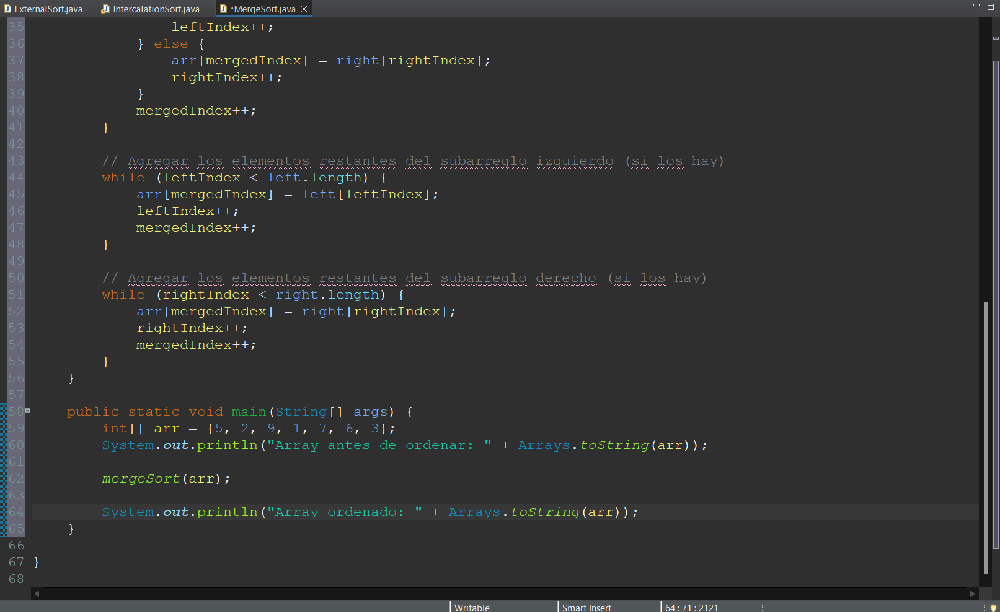 ExternalSort.java IntercalationSort.java *MergeSort.java
35 leftIndex++;
36 } else {
37 arr[mergedIndex] = right[rightIndex];
38 rightIndex++;
39 }
40 mergedIndex++;
41 }
42
43 // Agregar los elementos restantes del subarreglo izquierdo (si los hay)
44 while (leftIndex < left.length) {
45 arr[mergedIndex] = left[leftIndex];
46 leftIndex++;
47 mergedIndex++;
48 }
49
50 // Agregar los elementos restantes del subarreglo derecho (si los hay)
51 while (rightIndex < right.length) {
52 arr[mergedIndex] = right[rightIndex];
53 rightIndex++;
54 mergedIndex++;
55 }
56 }
57
58 public static void main(String[] args) {
59 int[] arr = {5, 2, 9, 1, 7, 6, 3};
60 System.out.println("Array antes de ordenar: " + Arrays.toString(arr));
61
62 mergeSort(arr);
63
64 System.out.println("Array ordenado: " + Arrays.toString(arr));
65 }
66
67 }
68
Writable Smart Insert 64 : 71 : 2121